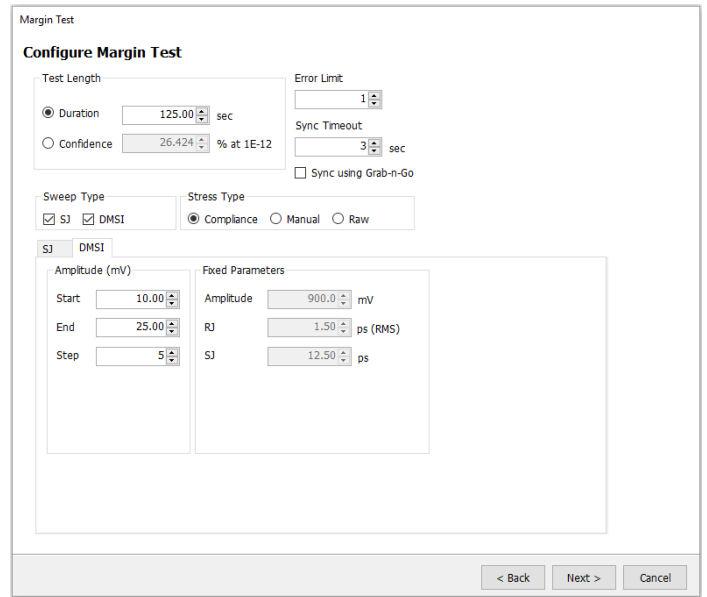 Margin Test
Configure Margin Test
Test Length
Duration 125.00 sec
Confidence 26.424 % at 1E-12
Error Limit
1
Sync Timeout
3 sec
Sync using Grab-n-Go
Sweep Type
SJ DMSI
Stress Type
Compliance Manual Raw
SJ DMSI
Amplitude (mV)
Start 10.00
End 25.00
Step 5
Fixed Parameters
Amplitude 900.0 mV
RJ 1.50 ps (RMS)
SJ 12.50 ps
< Back Next > Cancel